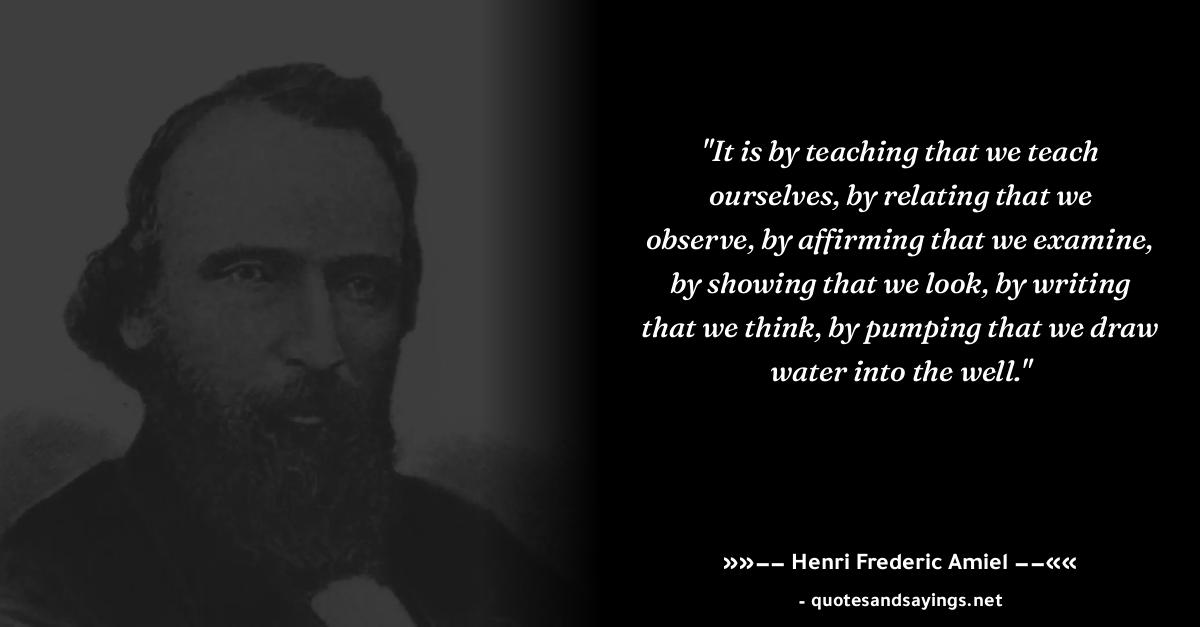 "It is by teaching that we teach
ourselves, by relating that we
observe, by affirming that we examine,
by showing that we look, by writing
that we think, by pumping that we draw
water into the well."
»»–– Henri Frederic Amiel ––««
- quotesandsayings.net